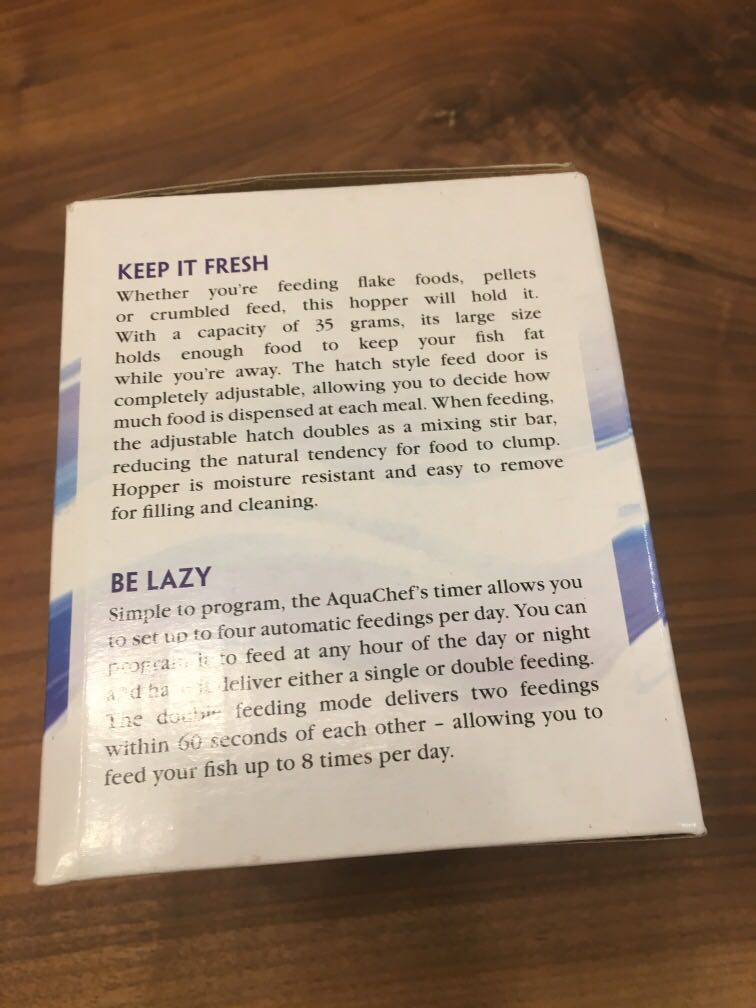 KEEP IT FRESH
Whether you're feeding flake foods, pellets
or crumbled feed, this hopper will hold it.
With a capacity of 35 grams, its large size
holds enough food to keep your fish fat
while you're away. The hatch style feed door is
completely adjustable, allowing you to decide how
much food is dispensed at each meal. When feeding,
the adjustable hatch doubles as a mixing stir bar,
reducing the natural tendency for food to clump.
Hopper is moisture resistant and easy to remove
for filling and cleaning.
BE LAZY
Simple to program, the AquaChef's timer allows you
to set up to four automatic feedings per day. You can
program it to feed at any hour of the day or night
and deliver either a single or double feeding.
The double feeding mode delivers two feedings
within 60 seconds of each other – allowing you to
feed your fish up to 8 times per day.